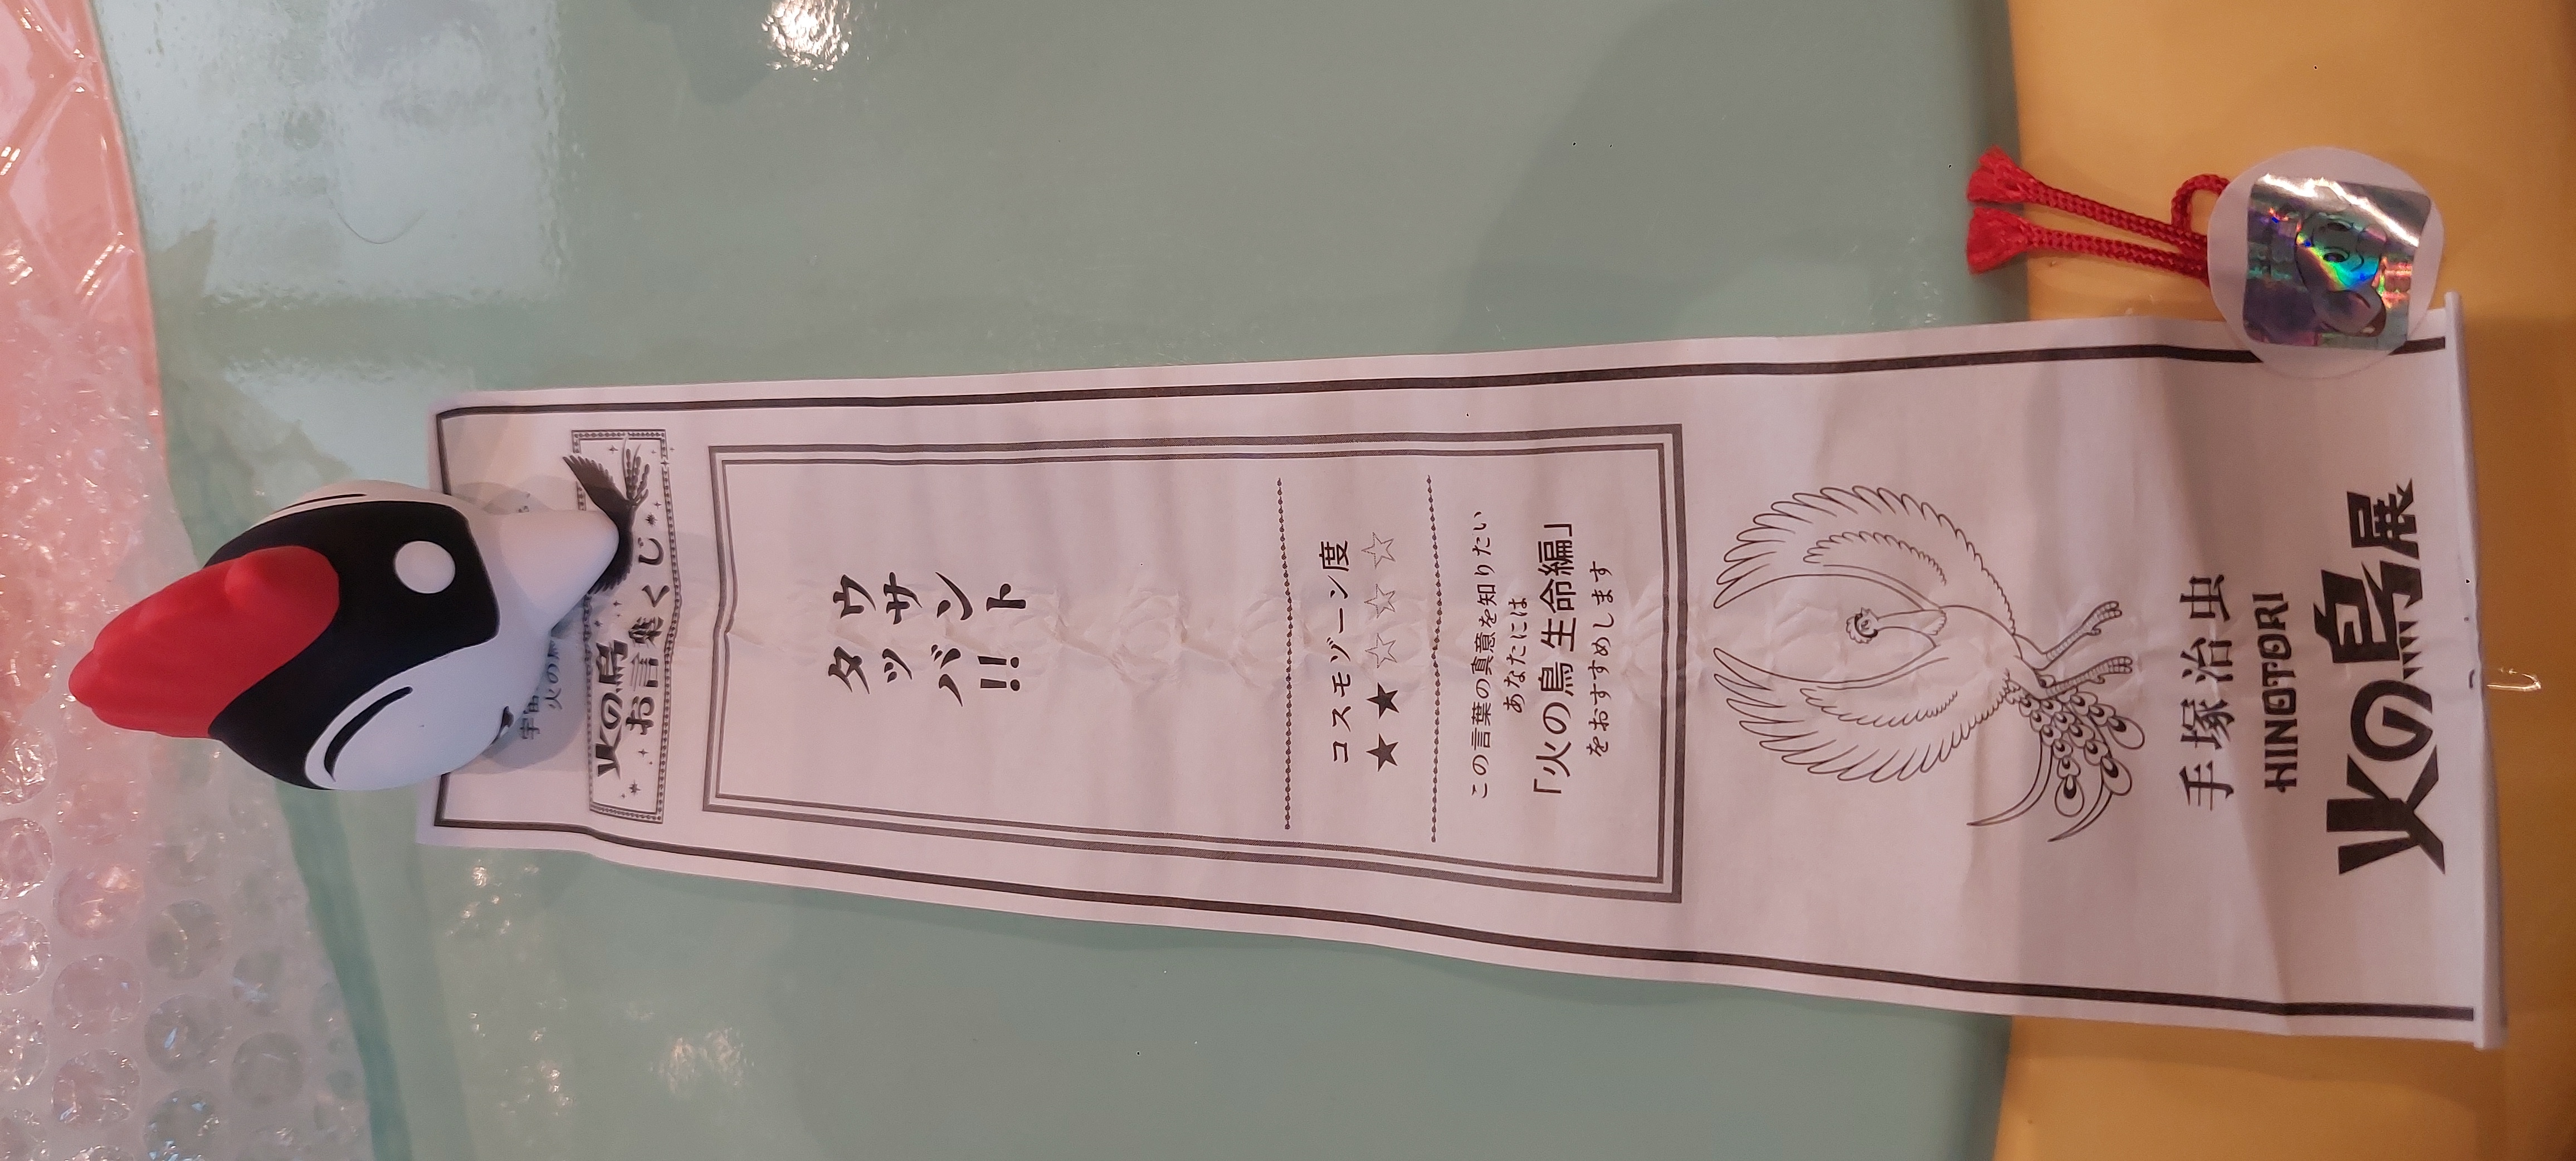 火の鳥
お言葉くじ
ウサント
タッバ!!
コスモゾーン度
★★☆☆☆
この言葉の真意を知りたい
あなたには
「火の鳥 生命編」
をおすすめします
手塚治虫
HINOTORI
火の鳥展